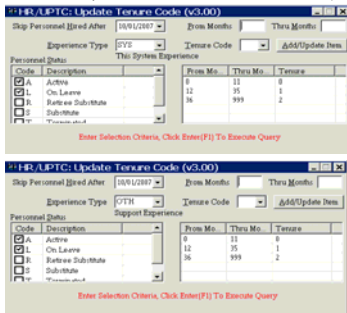 HR/UPTC: Update Tenure Code (v3.00)
Skip Personnel Hired After 10/01/2007 From Months Thru Months
Experience Type SYS Tenure Code Add/Update Item
This System Experience
Personnel Status
Code Description From Mo... Thru Mo... Tenure
A Active 0 11 0
L On Leave 12 35 1
R Retiree Substitute 36 999 2
S Substitute
T Terminated
Enter Selection Criteria, Click Enter(F1) To Execute Query
HR/UPTC: Update Tenure Code (v3.00)
Skip Personnel Hired After 10/01/2007 From Months Thru Months
Experience Type OTH Tenure Code Add/Update Item
Support Experience
Personnel Status
Code Description From Mo... Thru Mo... Tenure
A Active 0 11 0
L On Leave 12 35 1
R Retiree Substitute 36 999 2
S Substitute
T Terminated
Enter Selection Criteria, Click Enter(F1) To Execute Query